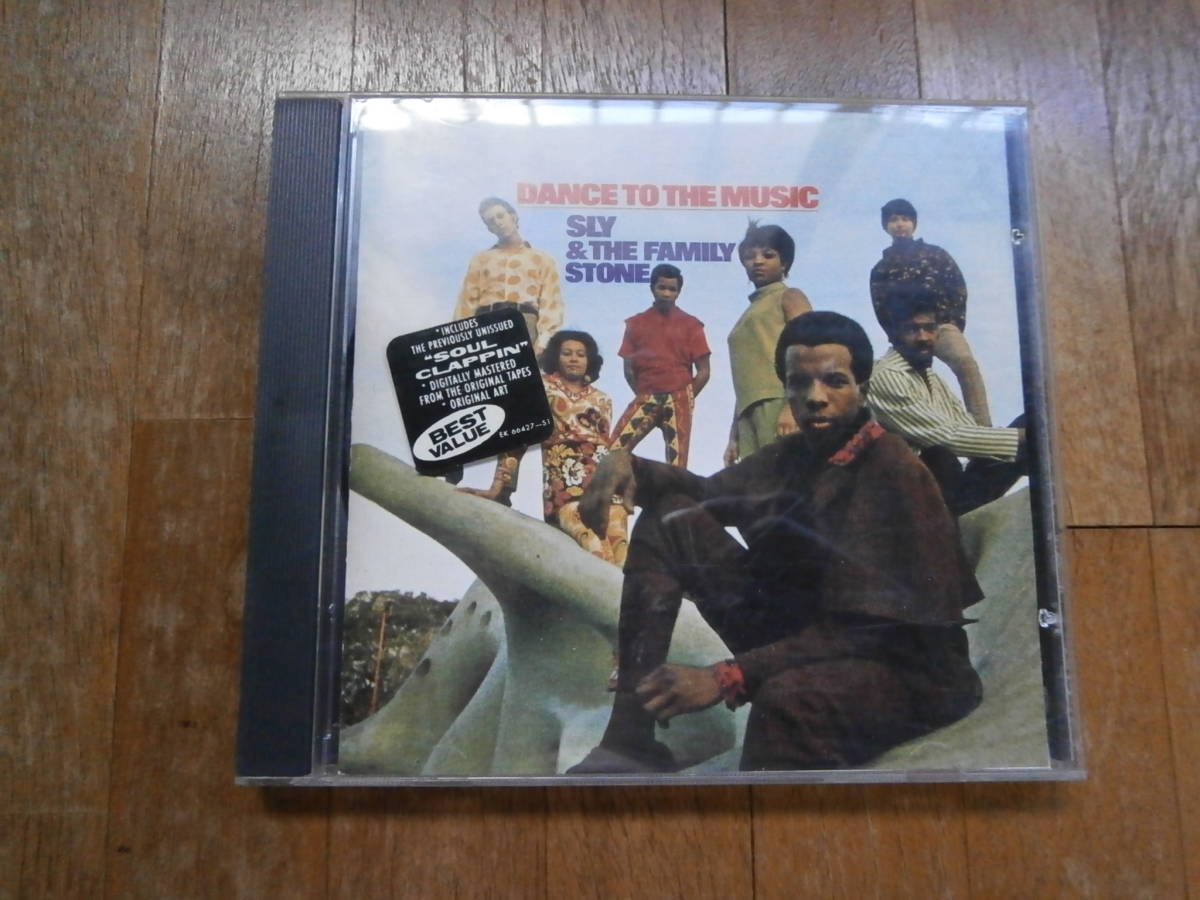 DANCE TO THE MUSIC
SLY
& THE FAMILY
STONE
• INCLUDES
THE PREVIOUSLY UNISSUED
"SOUL
CLAPPIN"
• DIGITALLY MASTERED
FROM THE ORIGINAL TAPES
• ORIGINAL ART
BEST
VALUE
EK 66427—S1